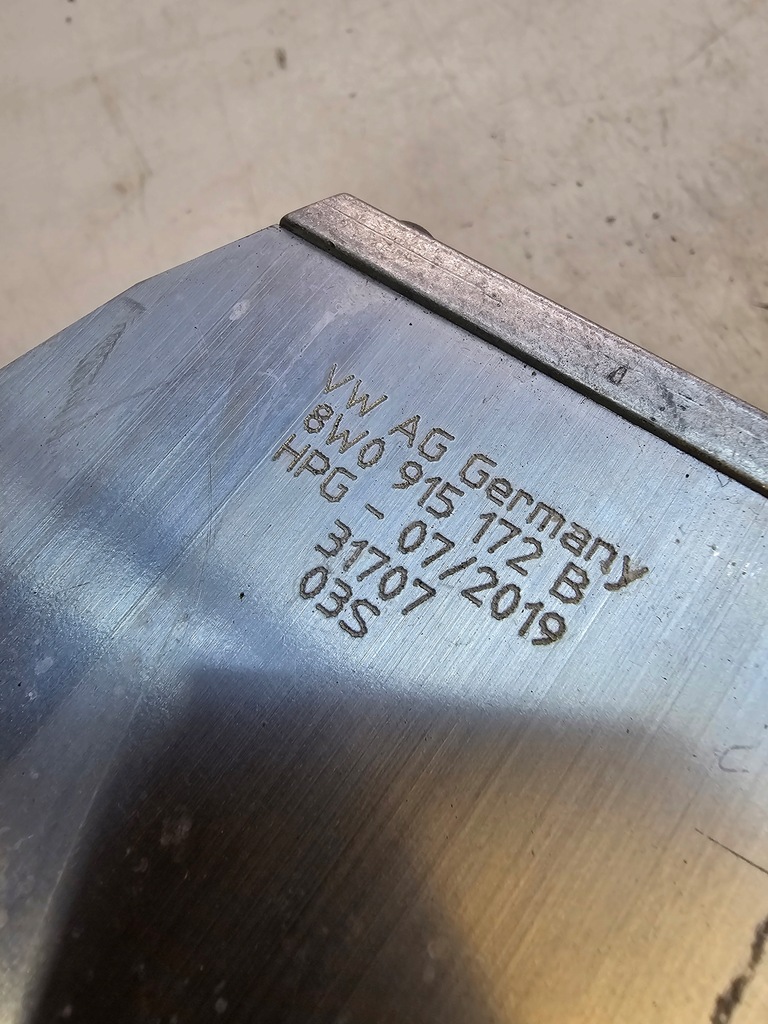 VW AG Germany
8W0 915 172 B
HPG - 07/2019
31707
03S